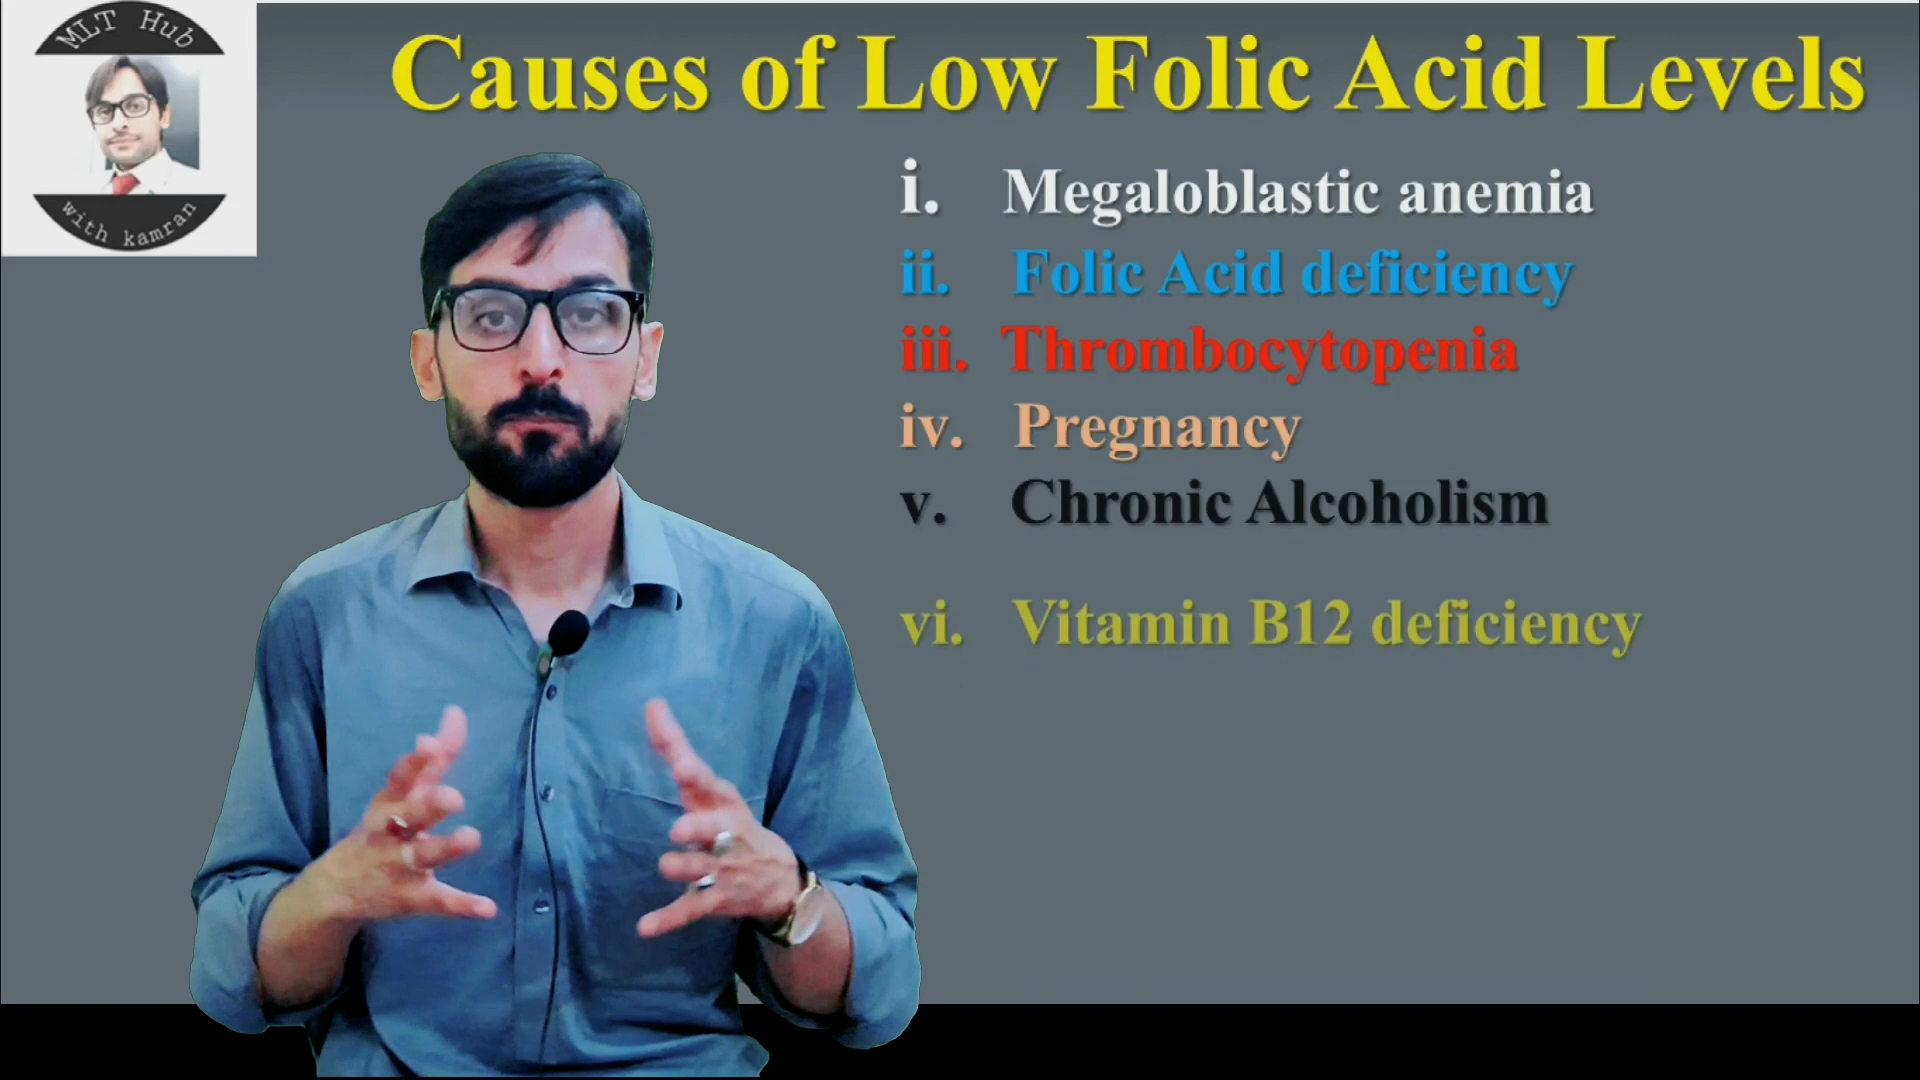 MLT Hub
with kamran
Causes of Low Folic Acid Levels
i. Megaloblastic anemia
ii. Folic Acid deficiency
iii. Thrombocytopenia
iv. Pregnancy
v. Chronic Alcoholism
vi. Vitamin B12 deficiency